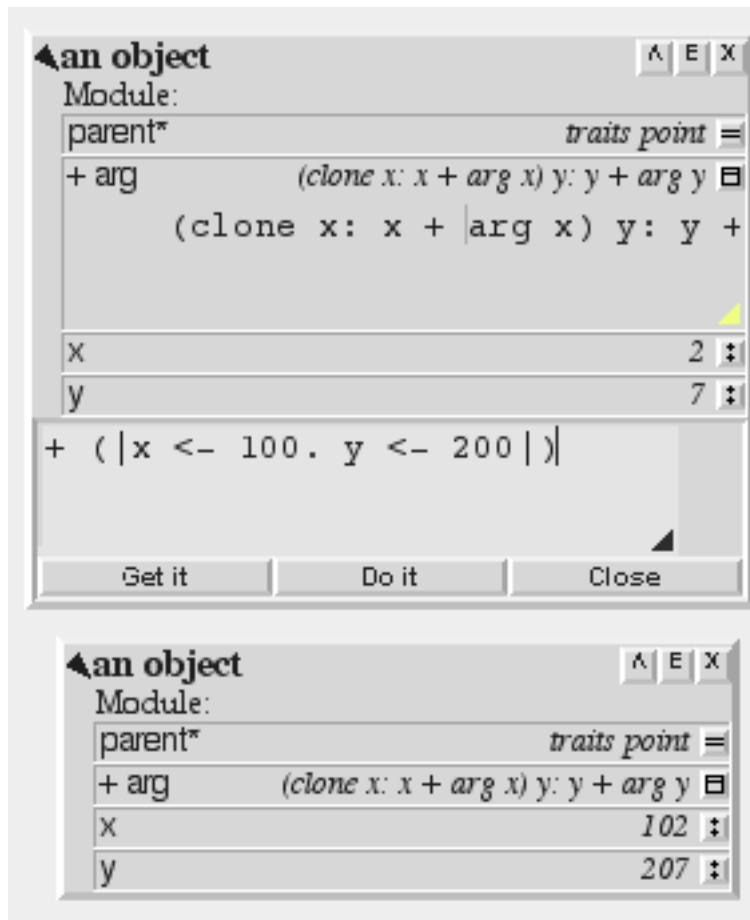 an object
Λ E X
Module:
parent* traits point =
+ arg (clone x: x + arg x) y: y + arg y
(clone x: x + arg x) y: y +
x 2
y 7
+ (|x <- 100. y <- 200|)
Get it Do it Close
an object
Λ E X
Module:
parent* traits point =
+ arg (clone x: x + arg x) y: y + arg y
x 102
y 207